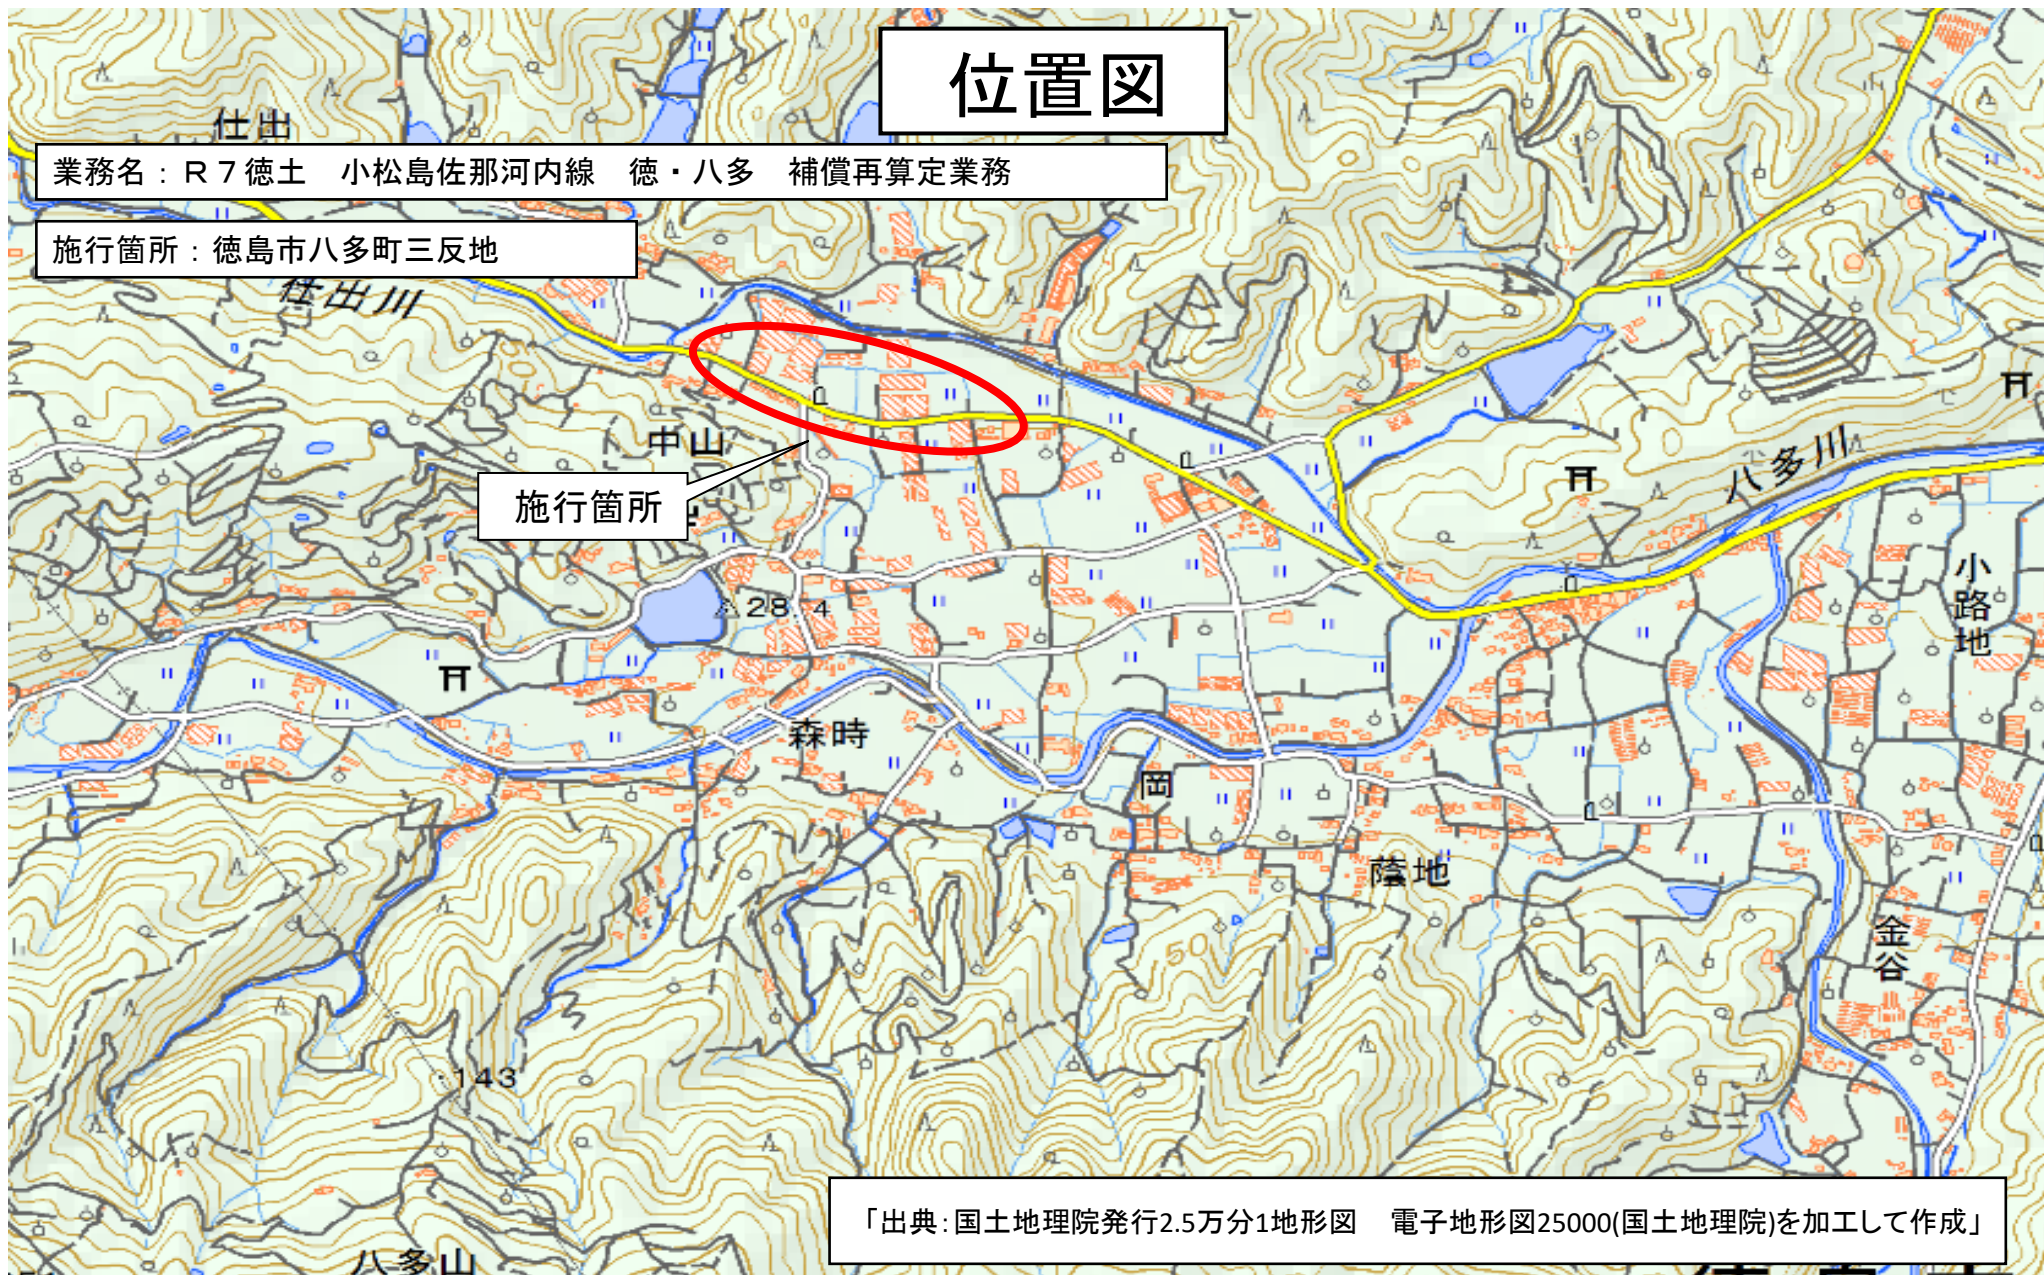 位置図
仕出
業務名：Ｒ７徳土　小松島佐那河内線　徳・八多　補償再算定業務
施行箇所：徳島市八多町三反地
仕出川
中山
八多川
施行箇所
小路地
28.4
森時
岡
蔭地
金谷
50
143
「出典：国土地理院発行2.5万分1地形図　電子地形図25000(国土地理院)を加工して作成」
八多山